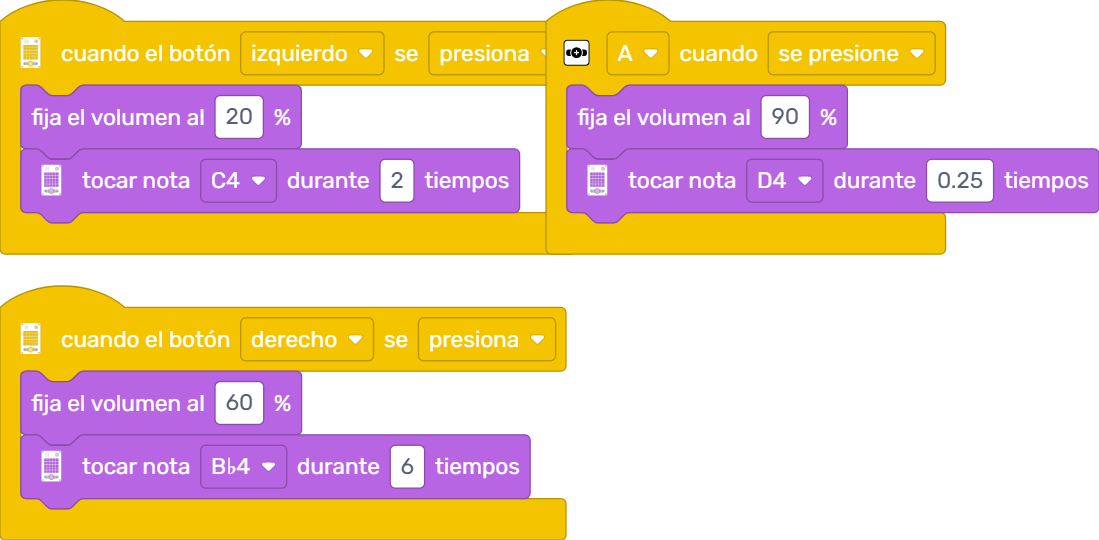 cuando el botón izquierdo se presiona
fija el volumen al 20 %
tocar nota C4 durante 2 tiempos
A cuando se presione
fija el volumen al 90 %
tocar nota D4 durante 0.25 tiempos
cuando el botón derecho se presiona
fija el volumen al 60 %
tocar nota B♭4 durante 6 tiempos